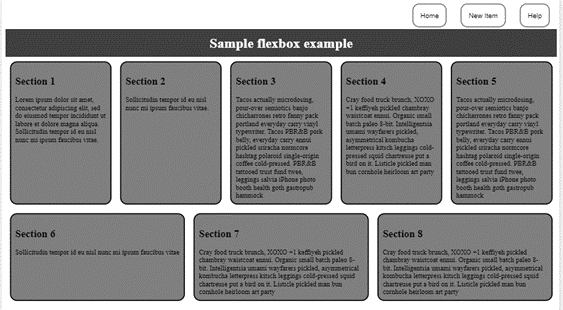 Home
New Item
Help
Sample flexbox example
Section 1
Lorem ipsum dolor sit amet,
consectetur adipiscing elit, sed
do eiusmod tempor incididunt ut
labore et dolore magna aliqua.
Sollicitudin tempor id eu nisl
nunc mi ipsum faucibus vitae.
Section 2
Sollicitudin tempor id eu nisl
nunc mi ipsum faucibus vitae.
Section 3
Tacos actually microdosing,
pour-over semiotics banjo
chicharrones retro fanny pack
portland everyday carry vinyl
typewriter. Tacos PBR&B pork
belly, everyday carry ennui
pickled sriracha normcore
hashtag polaroid single-origin
coffee cold-pressed. PBR&B
tattooed trust fund twee,
leggings salvia iPhone photo
booth health goth gastropub
hammock
Section 4
Cray food truck brunch, XOXO
+1 keffiyeh pickled chambray
waistcoat ennui. Organic small
batch paleo 8-bit. Intelligentsia
umami wayfarers pickled,
asymmetrical kombucha
letterpress kitsch leggings cold-
pressed squid chartreuse put a
bird on it. Listicle pickled man
bun cornhole heirloom art party
Section 5
Tacos actually microdosing,
pour-over semiotics banjo
chicharrones retro fanny pack
portland everyday carry vinyl
typewriter. Tacos PBR&B pork
belly, everyday carry ennui
pickled sriracha normcore
hashtag polaroid single-origin
coffee cold-pressed. PBR&B
tattooed trust fund twee,
leggings salvia iPhone photo
booth health goth gastropub
hammock
Section 6
Sollicitudin tempor id eu nisl nunc mi ipsum faucibus vitae
Section 7
Cray food truck brunch, XOXO +1 keffiyeh pickled
chambray waistcoat ennui. Organic small batch paleo 8-
bit. Intelligentsia umami wayfarers pickled, asymmetrical
kombucha letterpress kitsch leggings cold-pressed squid
chartreuse put a bird on it. Listicle pickled man bun
cornhole heirloom art party
Section 8
Cray food truck brunch, XOXO +1 keffiyeh pickled
chambray waistcoat ennui. Organic small batch paleo 8-
bit. Intelligentsia umami wayfarers pickled, asymmetrical
kombucha letterpress kitsch leggings cold-pressed squid
chartreuse put a bird on it. Listicle pickled man bun
cornhole heirloom art party